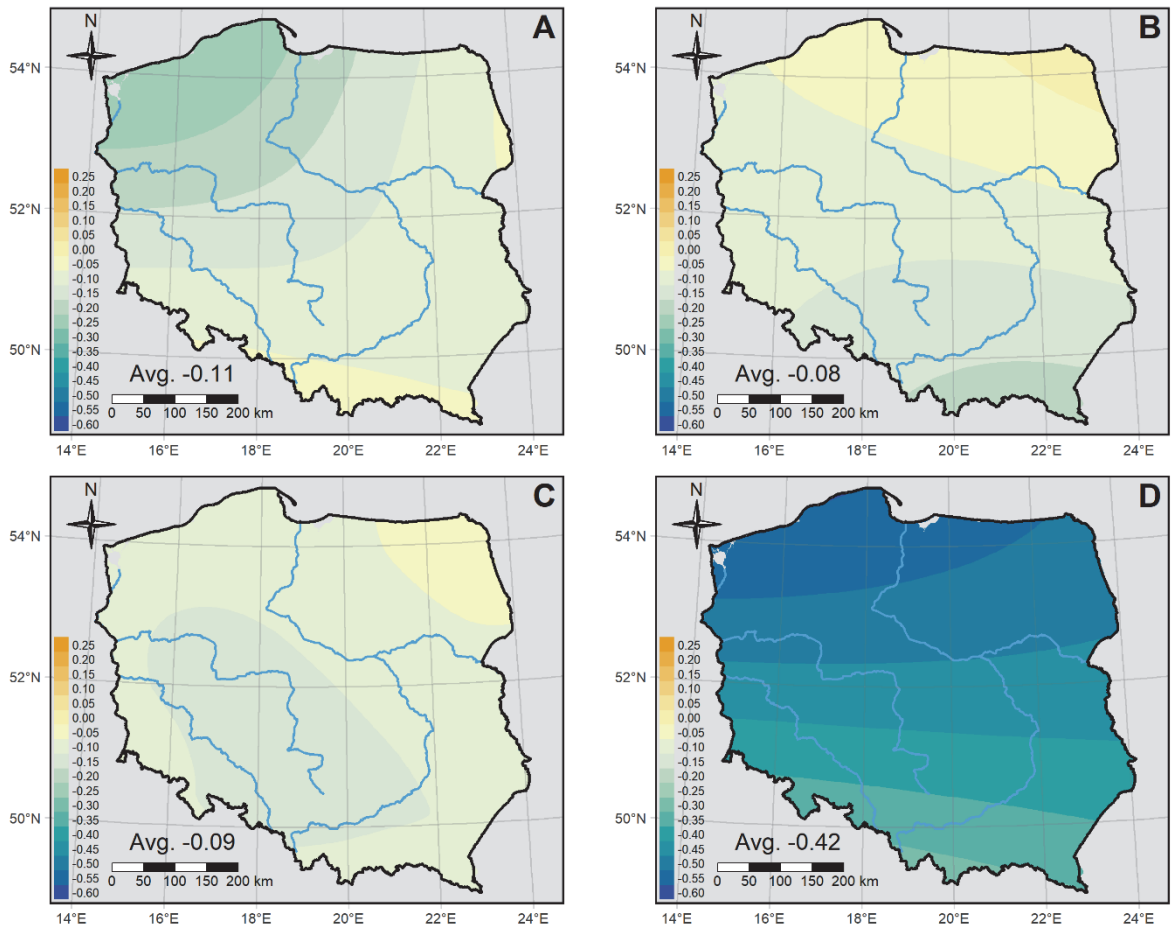 N
A
54°N
52°N
50°N
0.25
0.20
0.15
0.10
0.05
0.00
-0.05
-0.10
-0.15
-0.20
-0.25
-0.30
-0.35
-0.40
-0.45
-0.50
-0.55
-0.60
Avg. -0.11
0 50 100 150 200 km
14°E 16°E 18°E 20°E 22°E 24°E
N
B
54°N
52°N
50°N
0.25
0.20
0.15
0.10
0.05
0.00
-0.05
-0.10
-0.15
-0.20
-0.25
-0.30
-0.35
-0.40
-0.45
-0.50
-0.55
-0.60
Avg. -0.08
0 50 100 150 200 km
14°E 16°E 18°E 20°E 22°E 24°E
N
C
54°N
52°N
50°N
0.25
0.20
0.15
0.10
0.05
0.00
-0.05
-0.10
-0.15
-0.20
-0.25
-0.30
-0.35
-0.40
-0.45
-0.50
-0.55
-0.60
Avg. -0.09
0 50 100 150 200 km
14°E 16°E 18°E 20°E 22°E 24°E
N
D
54°N
52°N
50°N
0.25
0.20
0.15
0.10
0.05
0.00
-0.05
-0.10
-0.15
-0.20
-0.25
-0.30
-0.35
-0.40
-0.45
-0.50
-0.55
-0.60
Avg. -0.42
0 50 100 150 200 km
14°E 16°E 18°E 20°E 22°E 24°E